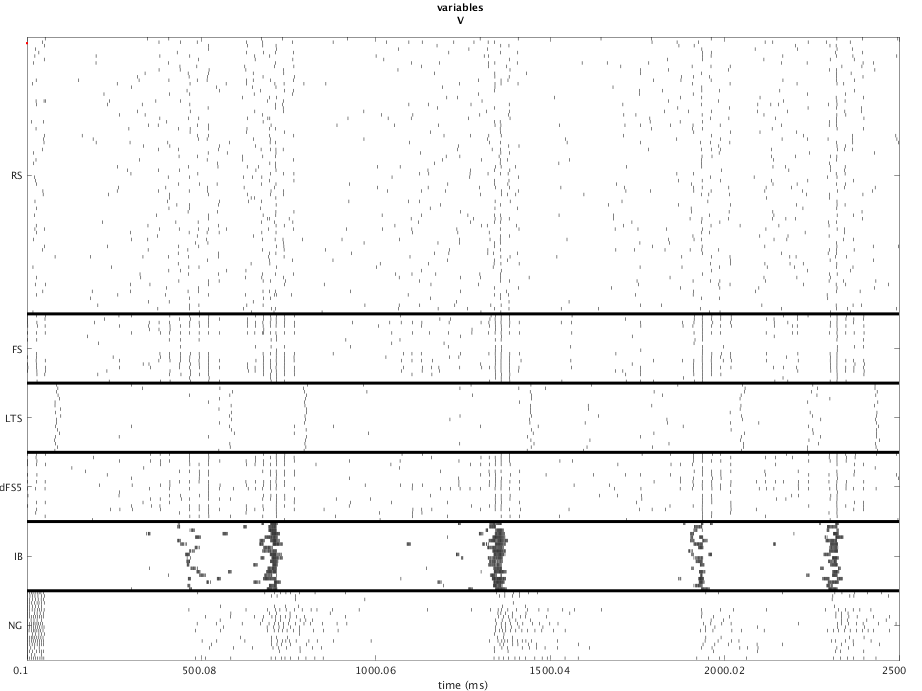 variables
V
RS
FS
LTS
dFS5
IB
NG
0.1
500.08
1000.06
1500.04
2000.02
2500
time (ms)